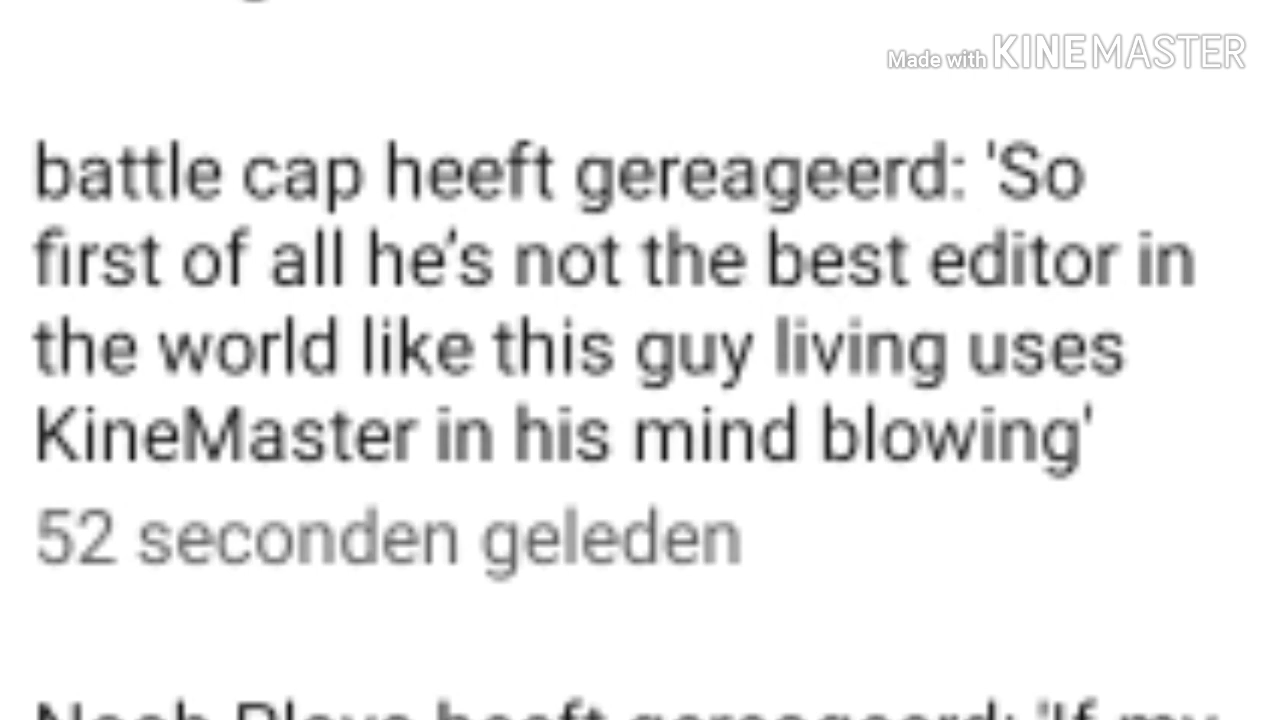 Made with KINEMASTER
battle cap heeft gereageerd: 'So
first of all he's not the best editor in
the world like this guy living uses
KineMaster in his mind blowing'
52 seconden geleden